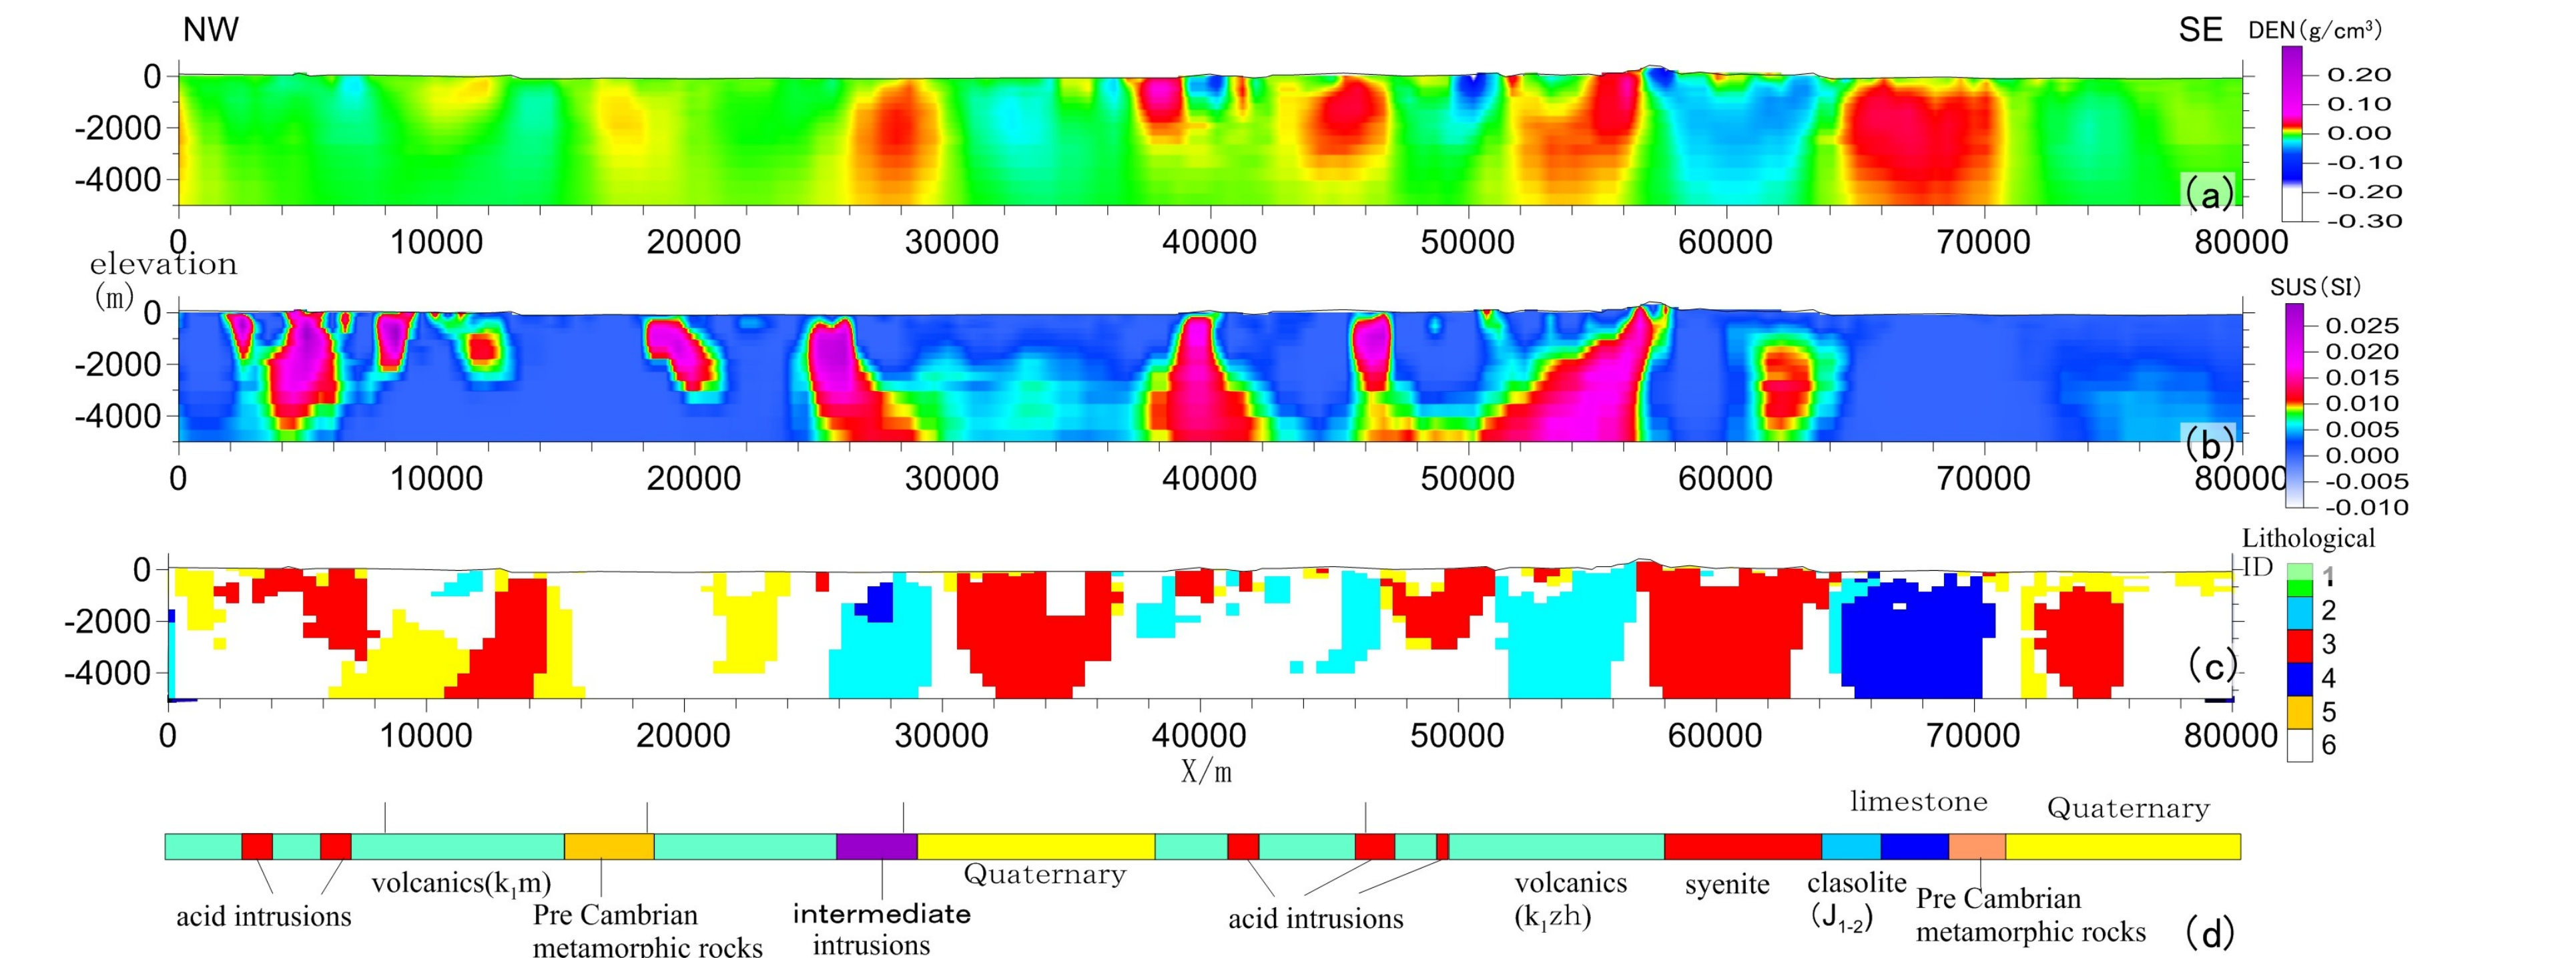 NW
SE
DEN(g/cm³)
0
-2000
-4000
0.20
0.10
0.00
-0.10
-0.20
-0.30
(a)
0 10000 20000 30000 40000 50000 60000 70000 80000
elevation
(m)
SUS(SI)
0
-2000
-4000
0.025
0.020
0.015
0.010
0.005
0.000
-0.005
-0.010
(b)
0 10000 20000 30000 40000 50000 60000 70000 80000
Lithological
ID
0
-2000
-4000
1
2
3
4
5
6
(c)
0 10000 20000 30000 40000 50000 60000 70000 80000
X/m
limestone
Quaternary
acid intrusions
volcanics(k₁m)
Pre Cambrian
metamorphic rocks
intermediate
intrusions
Quaternary
acid intrusions
volcanics
(k₁zh)
syenite
clasolite
(J₁₋₂)
Pre Cambrian
metamorphic rocks
(d)